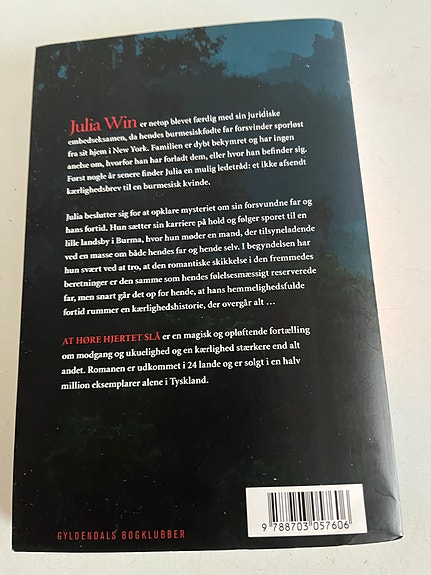 Julia Win er netop blevet færdig med sin juridiske
embedseksamen, da hendes burmesiskfødte far forsvinder sporløst
fra sit hjem i New York. Familien er dybt bekymret og har ingen
anelse om, hvorfor han har forladt dem, eller hvor han befinder sig.
Først nogle år senere finder Julia en mulig ledetråd: et ikke afsendt
kærlighedsbrev til en burmesisk kvinde.
Julia beslutter sig for at opklare mysteriet om sin forsvundne far og
hans fortid. Hun sætter sin karriere på hold og følger sporet til en
lille landsby i Burma, hvor hun møder en mand, der tilsyneladende
ved en masse om både hendes far og hende selv. I begyndelsen har
hun svært ved at tro, at den romantiske skikkelse i den fremmedes
beretninger er den samme som hendes følelsesmæssigt reserverede
far, men snart går det op for hende, at hans hemmelighedsfulde
fortid rummer en kærlighedshistorie, der overgår alt ...
AT HØRE HJERTET SLÅ er en magisk og opløftende fortælling
om modgang og ukuelighed og en kærlighed stærkere end alt
andet. Romanen er udkommet i 24 lande og er solgt i en halv
million eksemplarer alene i Tyskland.
GYLDENDALS BOGKLUBBER
9 788703 057606